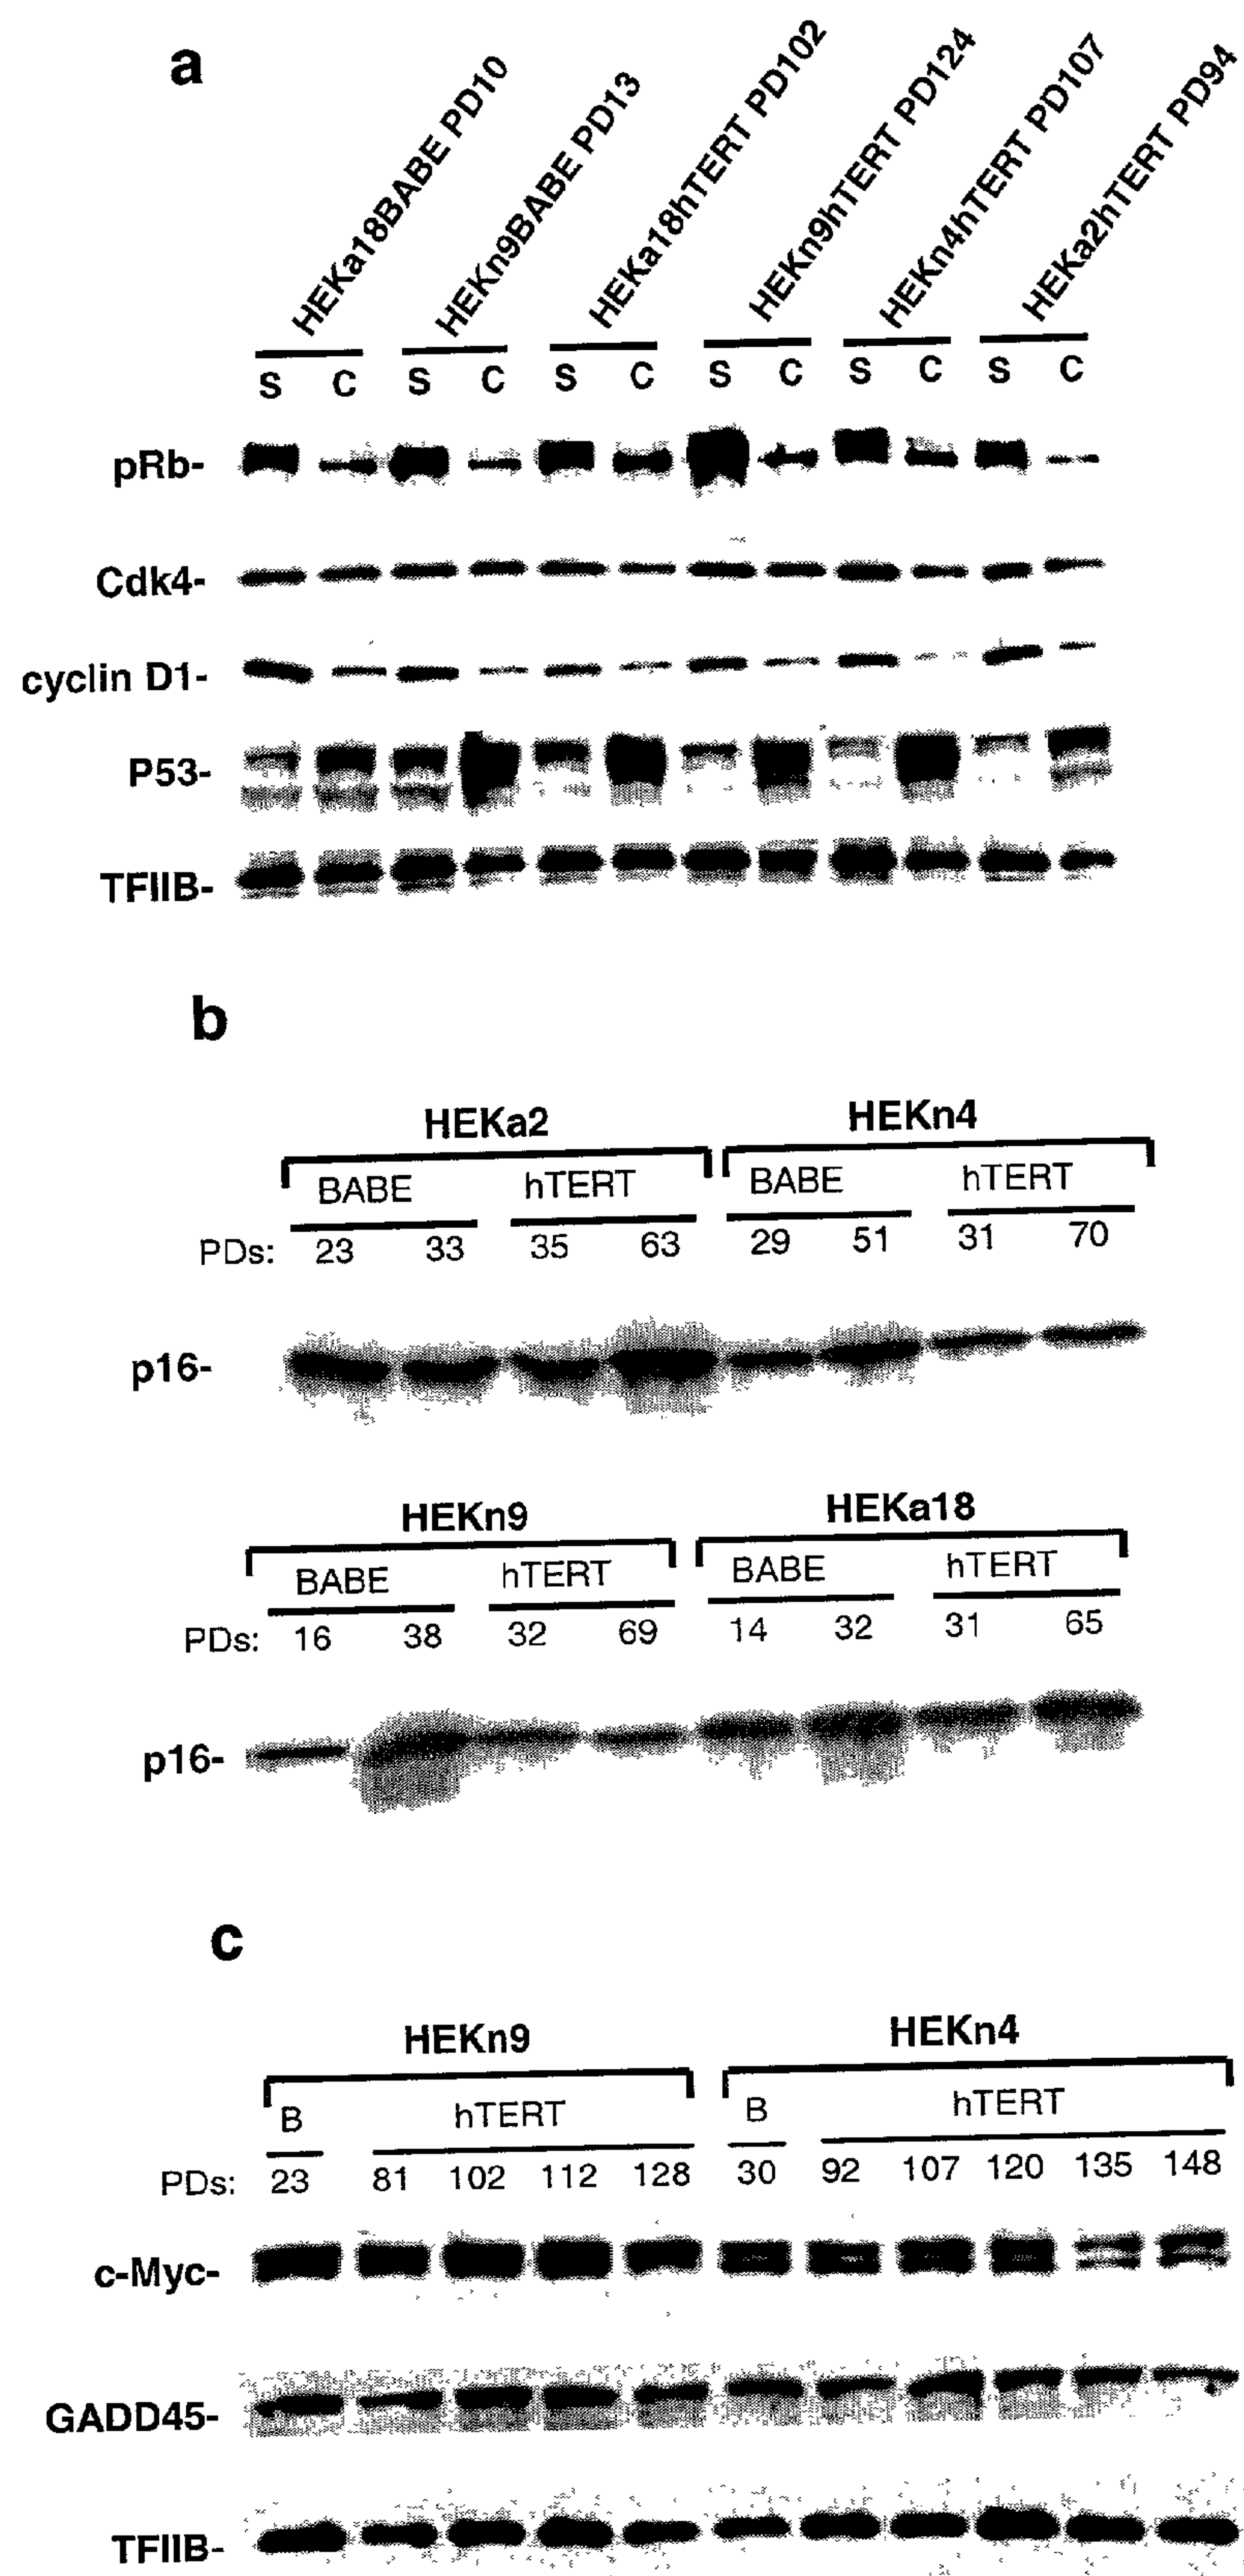 a
HEKa18BABE PD10
HEKn9BABE PD13
HEKa18hTERT PD102
HEKn9hTERT PD124
HEKn4hTERT PD107
HEKa2hTERT PD94
S C S C S C S C S C S C
pRb-
Cdk4-
cyclin D1-
P53-
TFIIB-
b
HEKa2 HEKn4
BABE hTERT BABE hTERT
PDs: 23 33 35 63 29 51 31 70
p16-
HEKn9 HEKa18
BABE hTERT BABE hTERT
PDs: 16 38 32 69 14 32 31 65
p16-
c
HEKn9 HEKn4
B hTERT B hTERT
PDs: 23 81 102 112 128 30 92 107 120 135 148
c-Myc-
GADD45-
TFIIB-